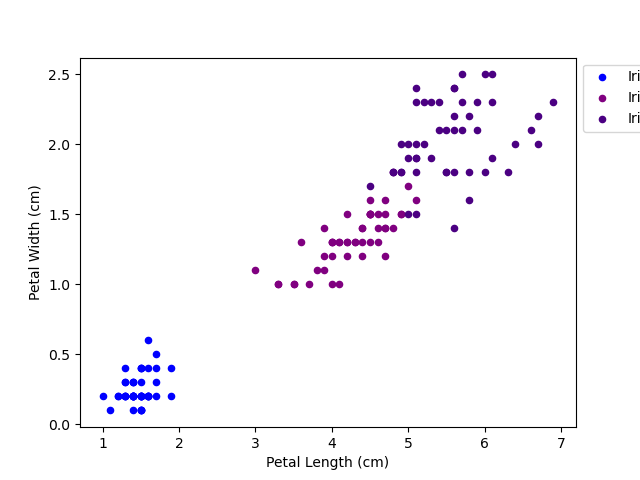 2.5
2.0
1.5
1.0
0.5
0.0
Petal Width (cm)
1 2 3 4 5 6 7
Petal Length (cm)
Iri
Iri
Iri